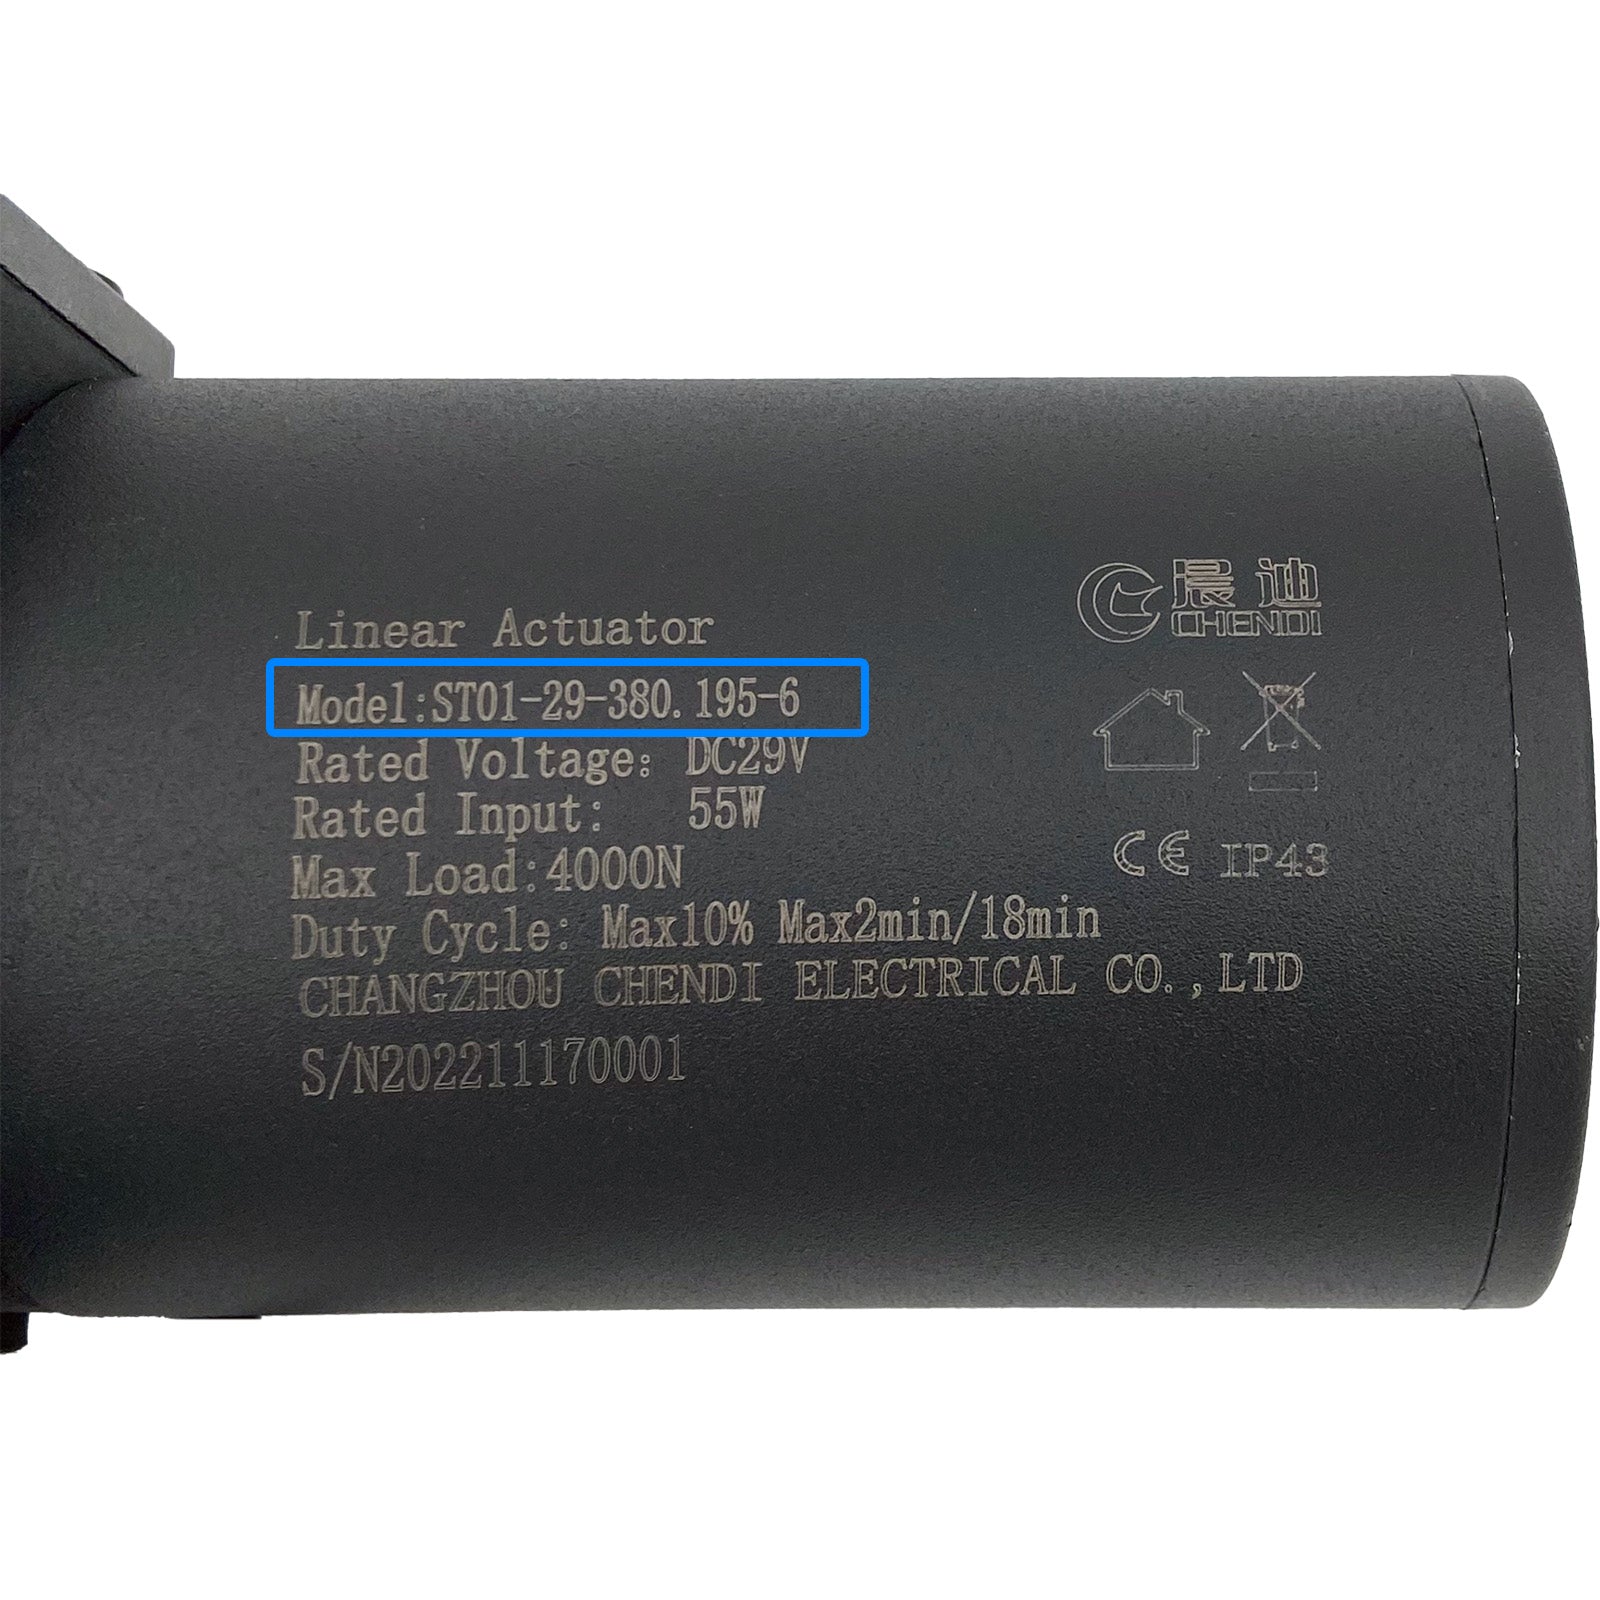 Linear Actuator
Model:ST01-29-380.195-6
Rated Voltage: DC29V
Rated Input: 55W
Max Load:4000N
Duty Cycle: Max10% Max2min/18min
CHANGZHOU CHENDI ELECTRICAL CO.,LTD
S/N202211170001
晨迪
CHENDI
CE IP43